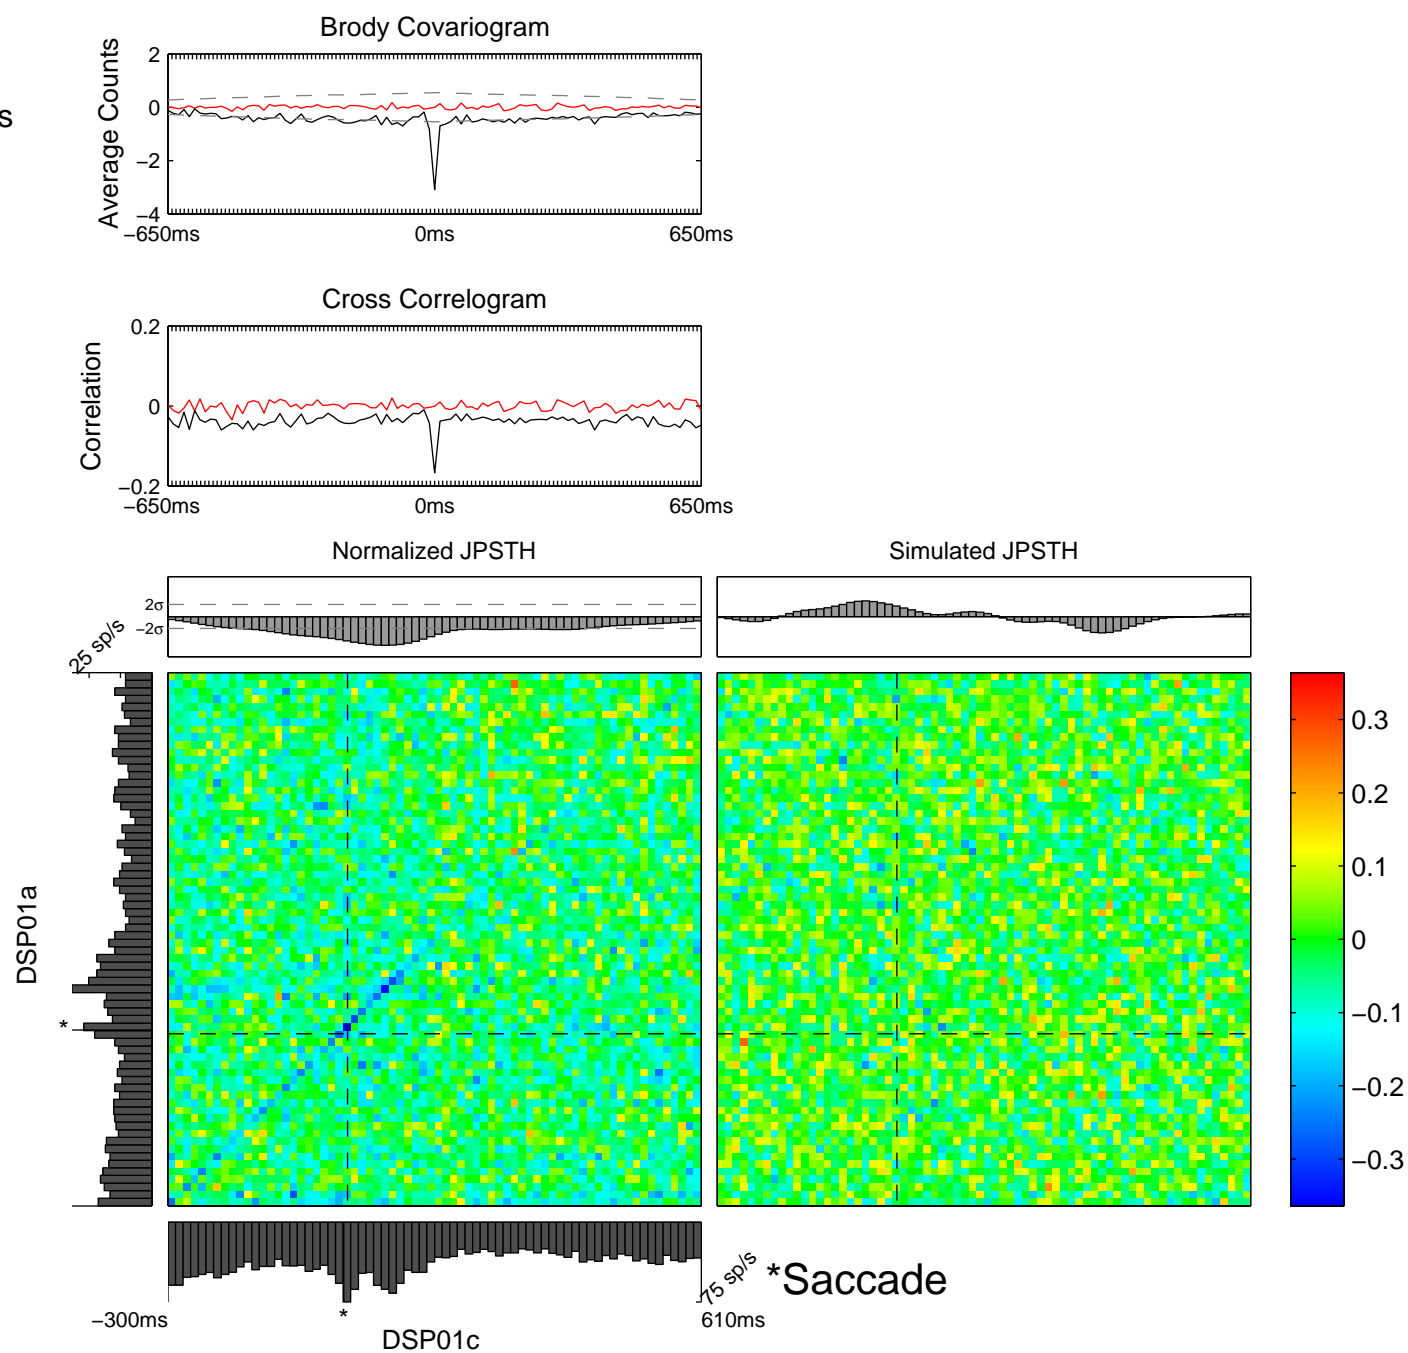 Brody Covariogram
s
Average Counts
2
0
−2
−4
−650ms 0ms 650ms
Cross Correlogram
Correlation
0.2
0
−0.2
−650ms 0ms 650ms
Normalized JPSTH
Simulated JPSTH
2σ
−2σ
25 sp/s
DSP01a
*
0.3
0.2
0.1
0
−0.1
−0.2
−0.3
75 sp/s
*Saccade
*
−300ms
610ms
DSP01c